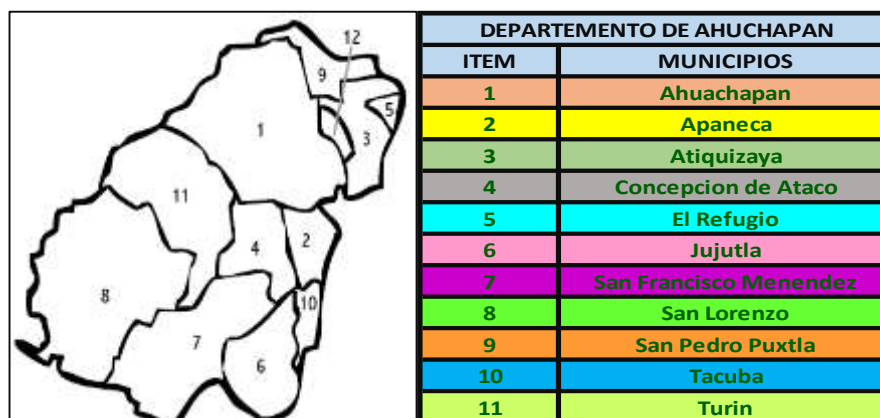 12
9
5
1
3
11
4
2
8
10
7
6
DEPARTEMENTO DE AHUCHAPAN
ITEM MUNICIPIOS
1 Ahuachapan
2 Apaneca
3 Atiquizaya
4 Concepcion de Ataco
5 El Refugio
6 Jujutla
7 San Francisco Menendez
8 San Lorenzo
9 San Pedro Puxtla
10 Tacuba
11 Turin